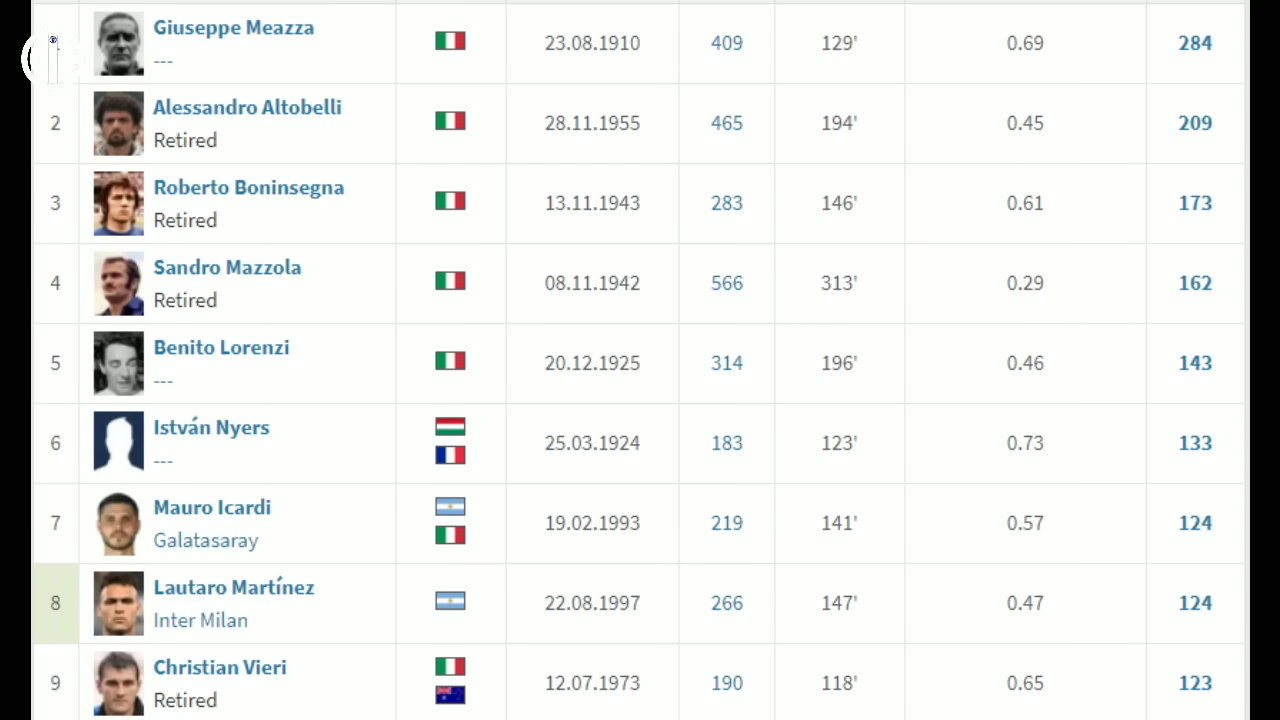 Giuseppe Meazza
---
23.08.1910 409 129' 0.69 284
2 Alessandro Altobelli
Retired
28.11.1955 465 194' 0.45 209
3 Roberto Boninsegna
Retired
13.11.1943 283 146' 0.61 173
4 Sandro Mazzola
Retired
08.11.1942 566 313' 0.29 162
5 Benito Lorenzi
---
20.12.1925 314 196' 0.46 143
6 István Nyers
---
25.03.1924 183 123' 0.73 133
7 Mauro Icardi
Galatasaray
19.02.1993 219 141' 0.57 124
8 Lautaro Martínez
Inter Milan
22.08.1997 266 147' 0.47 124
9 Christian Vieri
Retired
12.07.1973 190 118' 0.65 123